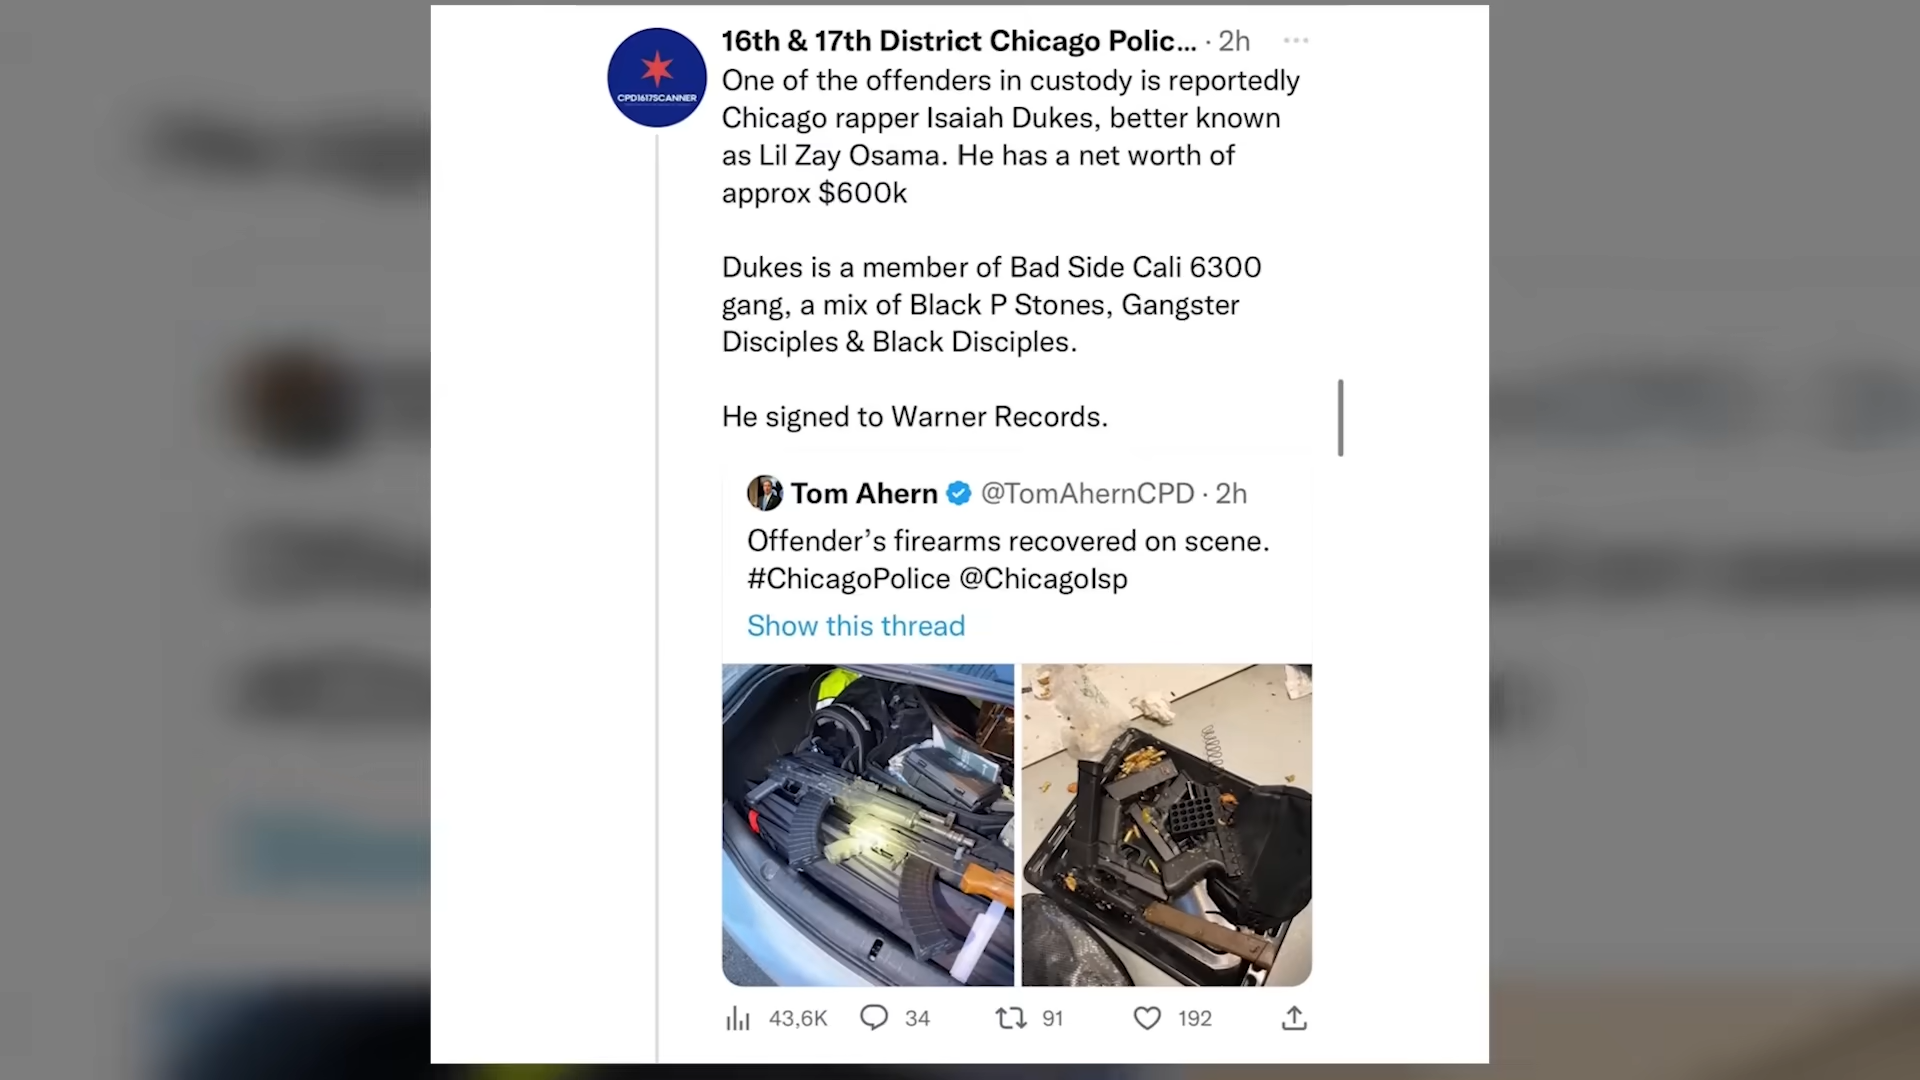 16th & 17th District Chicago Polic... · 2h
CPD1617SCANNER
One of the offenders in custody is reportedly
Chicago rapper Isaiah Dukes, better known
as Lil Zay Osama. He has a net worth of
approx $600k
Dukes is a member of Bad Side Cali 6300
gang, a mix of Black P Stones, Gangster
Disciples & Black Disciples.
He signed to Warner Records.
Tom Ahern @TomAhernCPD · 2h
Offender’s firearms recovered on scene.
#ChicagoPolice @ChicagoIsp
Show this thread
43,6K 34 91 192